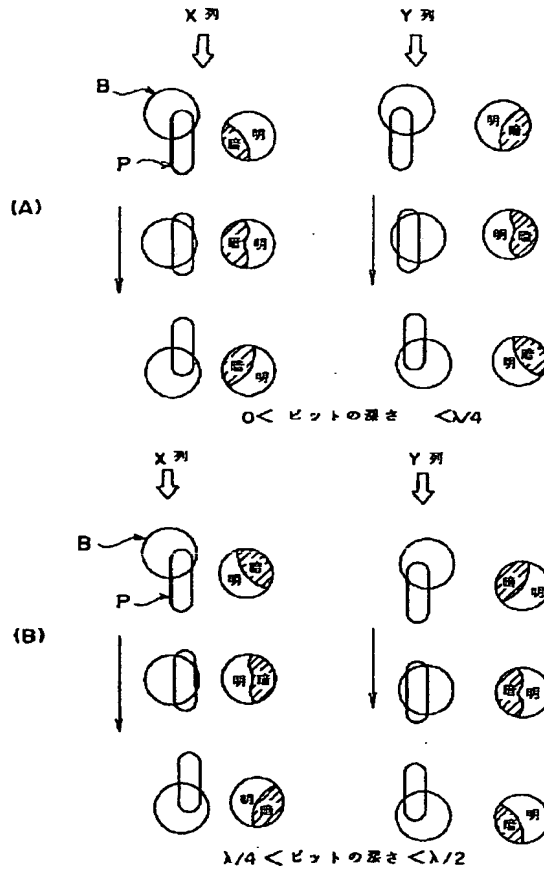 X 列 Y 列
B
明 暗 明 暗
P
(A)
暗 明 明 暗
暗 明 明 暗
0< ピットの深さ <λ/4
X 列 Y 列
B
明 暗 暗 明
P
(B)
明 暗 暗 明
明 暗 暗 明
λ/4 < ピットの深さ < λ/2